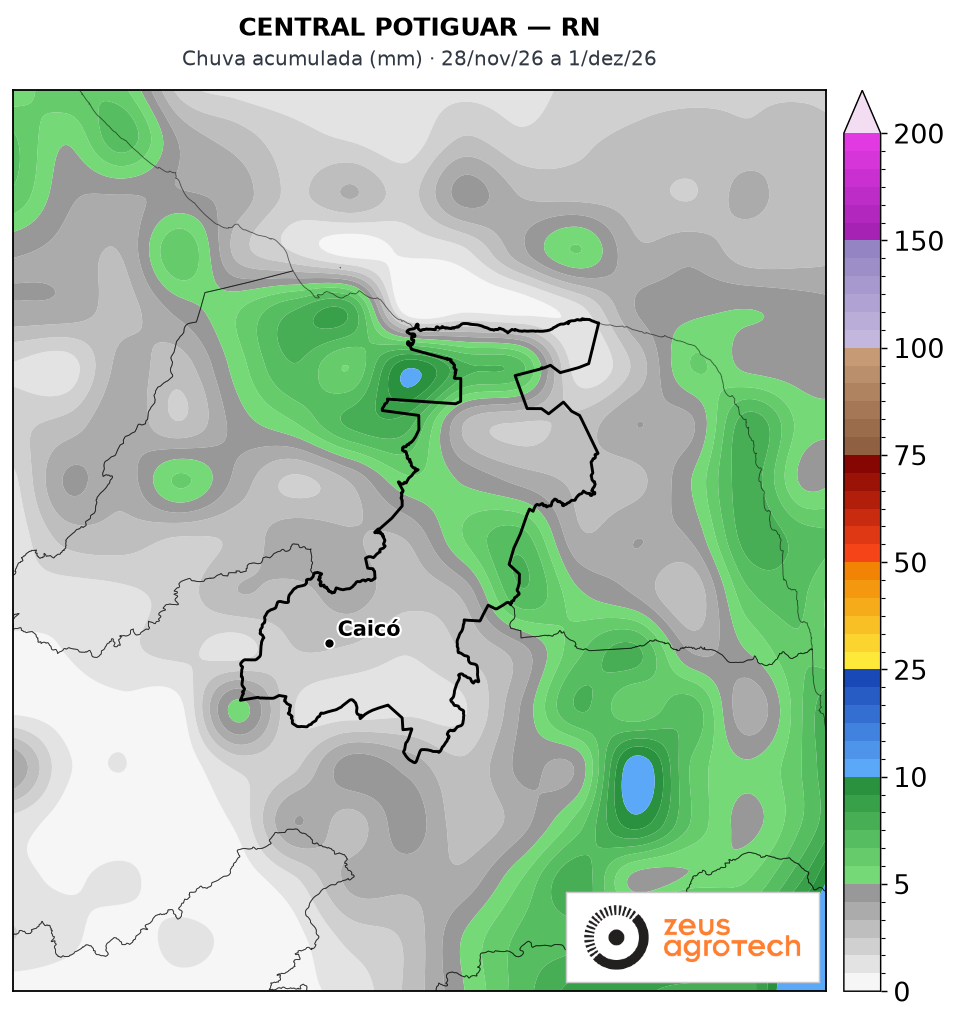 CENTRAL POTIGUAR — RN
Chuva acumulada (mm) · 28/nov/26 a 1/dez/26
200
150
100
75
50
25
10
5
0
Caicó
zeus
agrotech